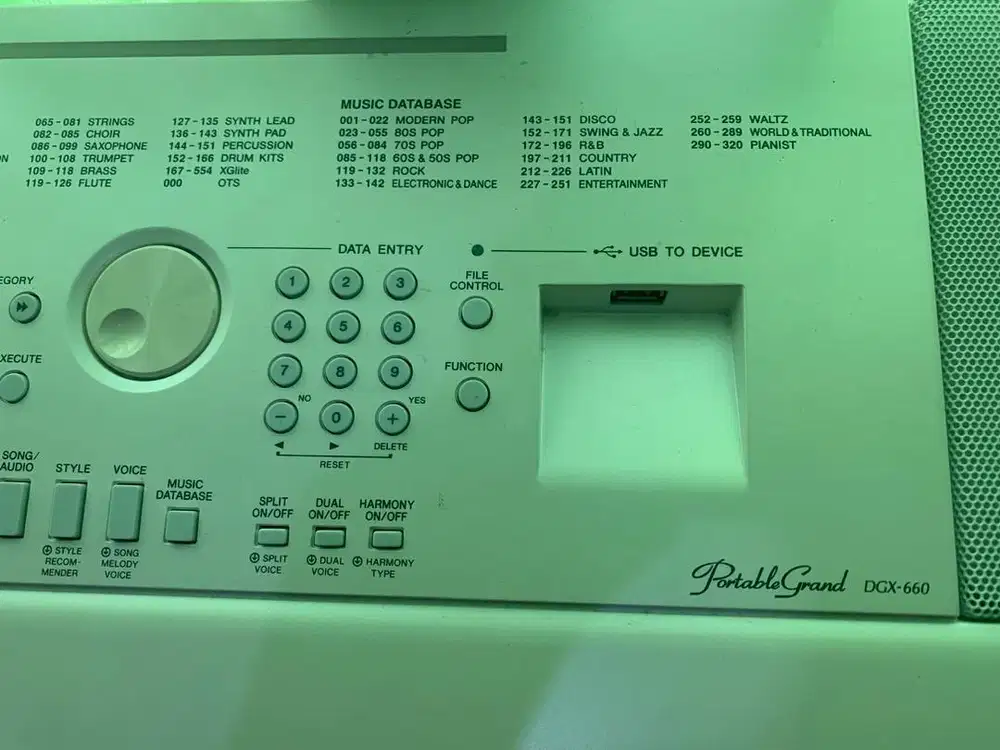 MUSIC DATABASE
065-081 STRINGS
082-085 CHOIR
086-099 SAXOPHONE
100-108 TRUMPET
109-118 BRASS
119-126 FLUTE
127-135 SYNTH LEAD
136-143 SYNTH PAD
144-151 PERCUSSION
152-166 DRUM KITS
167-554 XGlite
000 OTS
001-022 MODERN POP
023-055 80S POP
056-084 70S POP
085-118 60S & 50S POP
119-132 ROCK
133-142 ELECTRONIC & DANCE
143-151 DISCO
152-171 SWING & JAZZ
172-196 R&B
197-211 COUNTRY
212-226 LATIN
227-251 ENTERTAINMENT
252-259 WALTZ
260-289 WORLD & TRADITIONAL
290-320 PIANIST
DATA ENTRY
USB TO DEVICE
EGORY
1 2 3
FILE
CONTROL
4 5 6
XECUTE
7 8 9
FUNCTION
NO
YES
− 0 +
DELETE
RESET
SONG/
AUDIO
STYLE
VOICE
MUSIC
DATABASE
STYLE
RECOM-
MENDER
SONG
MELODY
VOICE
SPLIT
ON/OFF
DUAL
ON/OFF
HARMONY
ON/OFF
SPLIT
VOICE
DUAL
VOICE
HARMONY
TYPE
PortableGrand DGX-660